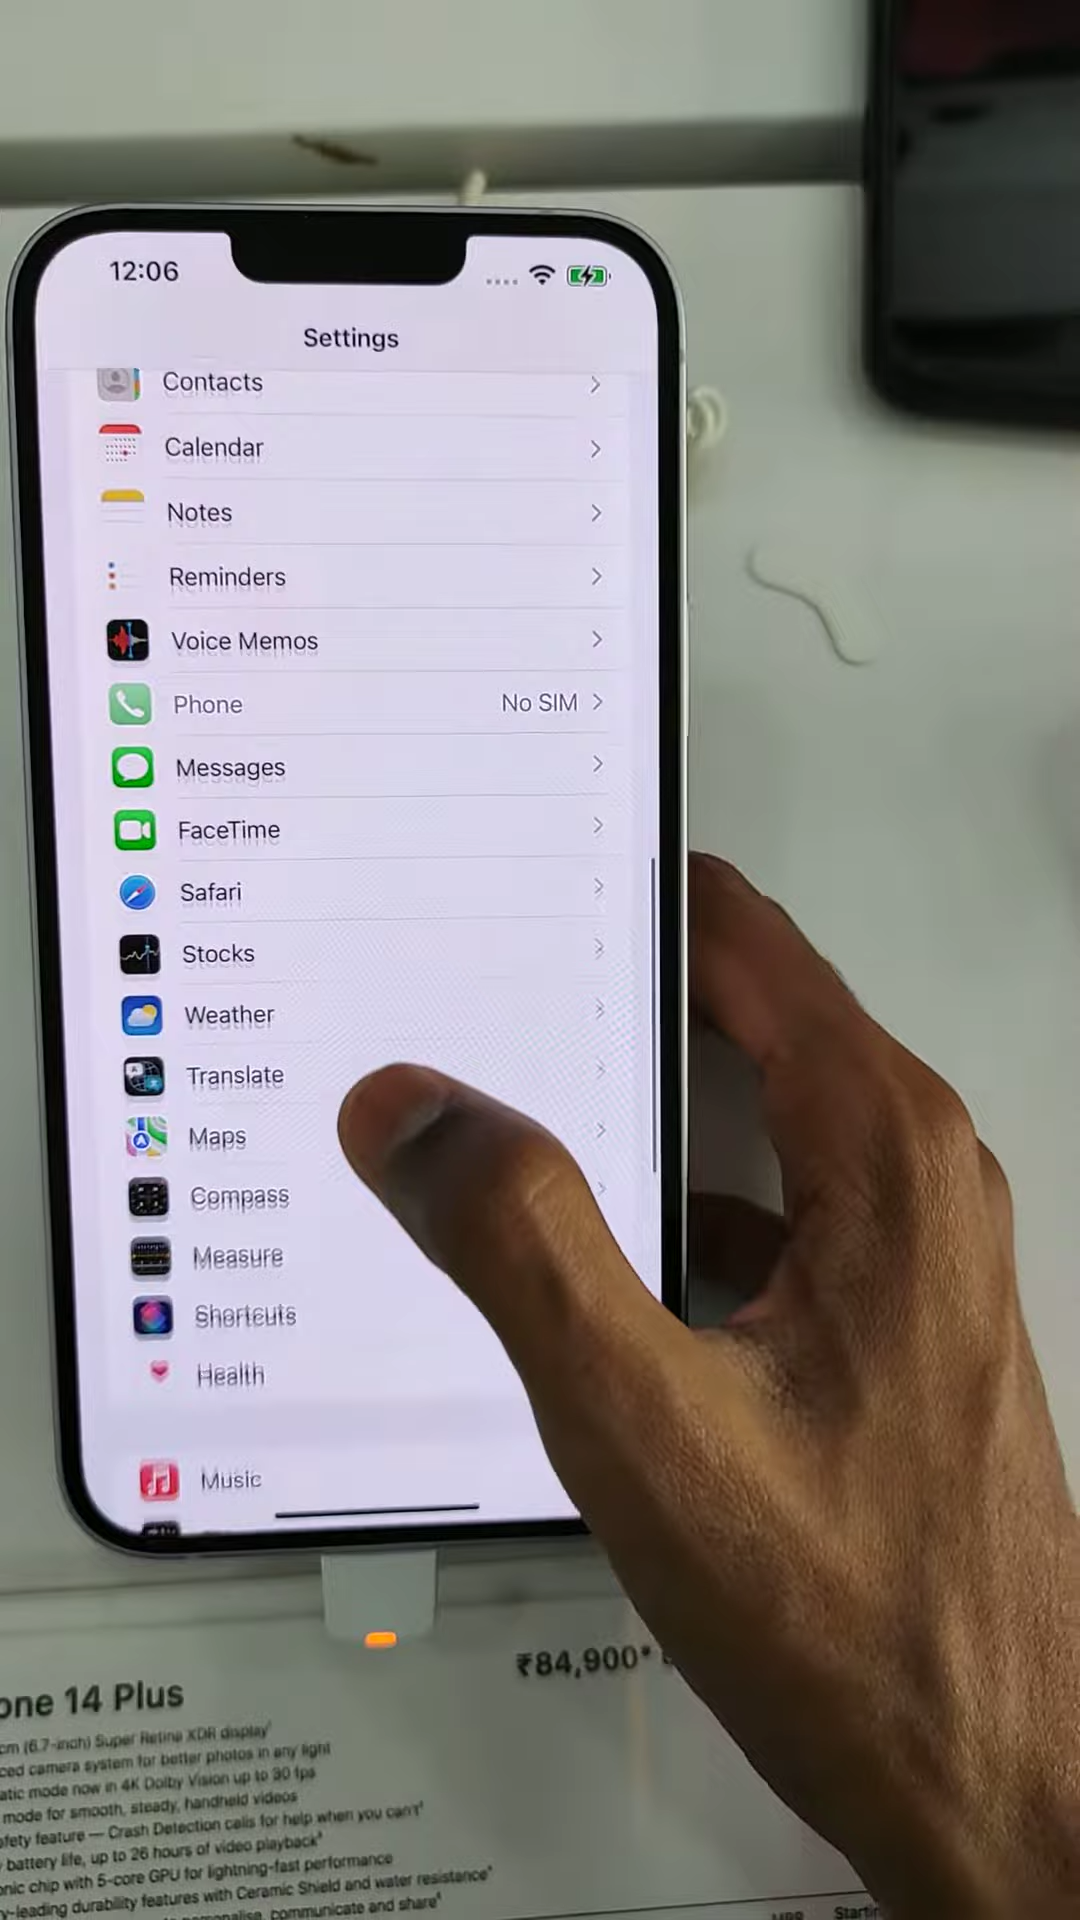 12:06
Settings
Contacts
Calendar
Notes
Reminders
Voice Memos
Phone No SIM
Messages
FaceTime
Safari
Stocks
Weather
Translate
Maps
Compass
Measure
Shortcuts
Health
Music
₹84,900*
one 14 Plus
cm (6.7-inch) Super Retina XDR display
camera system for better photos in any light
mode now in 4K Dolby Vision up to 30 fps
mode for smooth, steady, handheld videos
feature — Crash Detection calls for help when you can't
battery life, up to 26 hours of video playback
chip with 5-core GPU for lightning-fast performance
-leading durability features with Ceramic Shield and water resistance
communicate and share
MRP